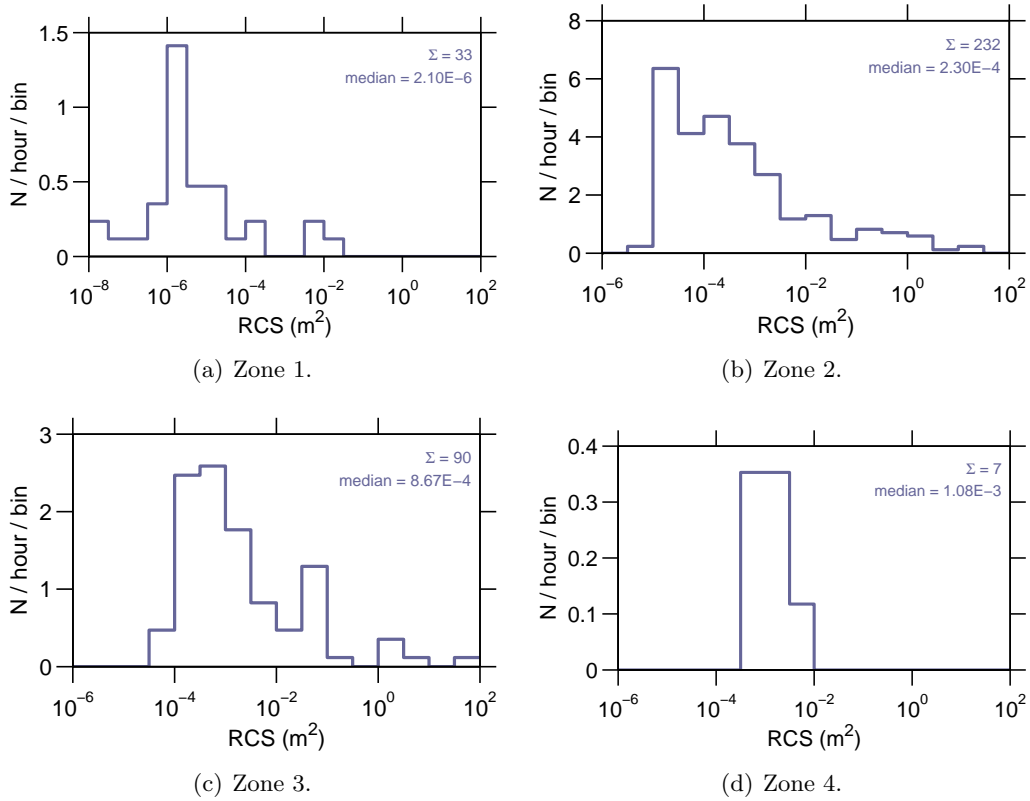 1.5
1
0.5
0
N / hour / bin
Σ = 33
median = 2.10E−6
10^−8 10^−6 10^−4 10^−2 10^0 10^2
RCS (m^2)
(a) Zone 1.
8
6
4
2
0
N / hour / bin
Σ = 232
median = 2.30E−4
10^−6 10^−4 10^−2 10^0 10^2
RCS (m^2)
(b) Zone 2.
3
2
1
0
N / hour / bin
Σ = 90
median = 8.67E−4
10^−6 10^−4 10^−2 10^0 10^2
RCS (m^2)
(c) Zone 3.
0.4
0.3
0.2
0.1
0
N / hour / bin
Σ = 7
median = 1.08E−3
10^−6 10^−4 10^−2 10^0 10^2
RCS (m^2)
(d) Zone 4.